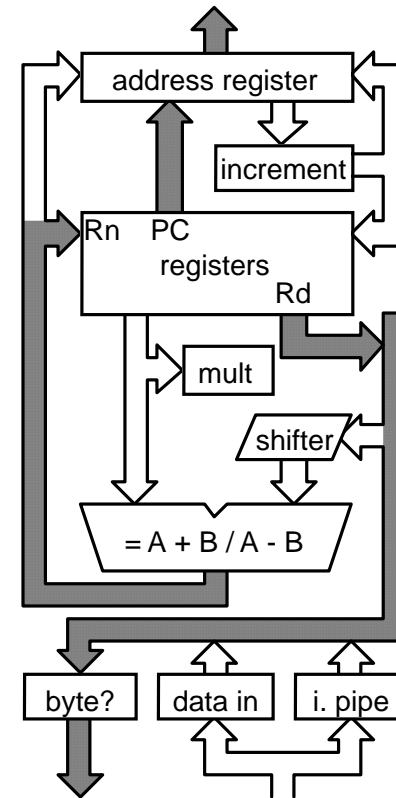 address register
increment
Rn PC
registers
Rd
mult
shifter
= A + B / A - B
byte? data in i. pipe